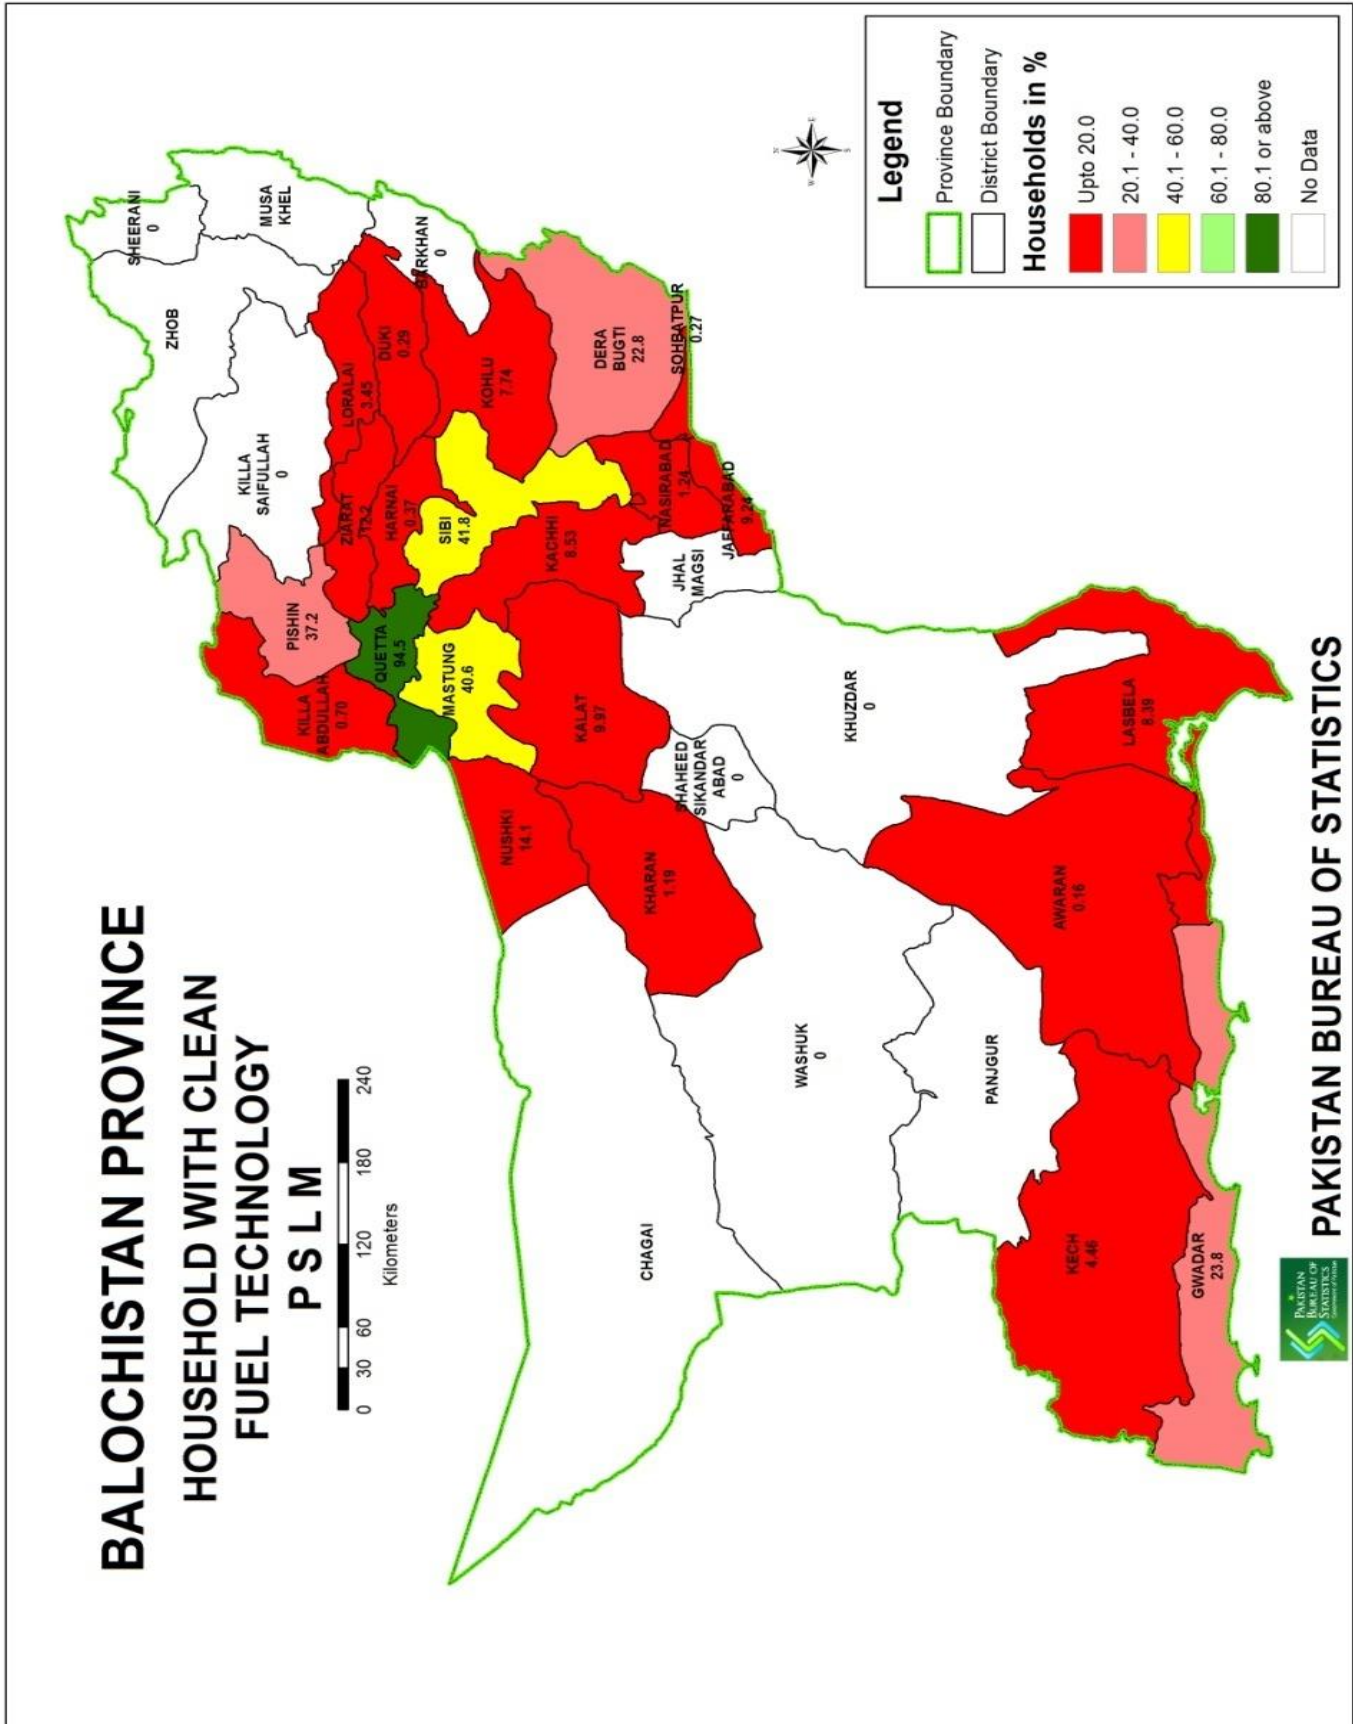 BALOCHISTAN PROVINCE
HOUSEHOLD WITH CLEAN
FUEL TECHNOLOGY
P S L M
0 30 60 120 180 240
Kilometers
SHEERANI
0
ZHOB
MUSA
KHEL
KILLA
SAIFULLAH
0
BARKHAN
0
LORALAI
3.45
DUKI
0.29
ZIARAT
12.2
HARNAI
0.37
PISHIN
37.2
KILLA
ABDULLAH
0.70
QUETTA
94.5
SIBI
41.8
KOHLU
7.74
DERA
BUGTI
22.8
SOHBATPUR
0.27
NASIRABAD
1.24
JAFFARABAD
9.24
KACHHI
8.53
JHAL
MAGSI
MASTUNG
40.6
KALAT
9.97
NUSHKI
14.1
KHARAN
1.19
SHAHEED
SIKANDAR
ABAD
0
KHUZDAR
0
CHAGAI
WASHUK
0
PANJGUR
AWARAN
0.16
LASBELA
8.39
KECH
4.46
GWADAR
23.8
N
W
E
S
Legend
Province Boundary
District Boundary
Households in %
Upto 20.0
20.1 - 40.0
40.1 - 60.0
60.1 - 80.0
80.1 or above
No Data
PAKISTAN
BUREAU OF
STATISTICS
PAKISTAN BUREAU OF STATISTICS